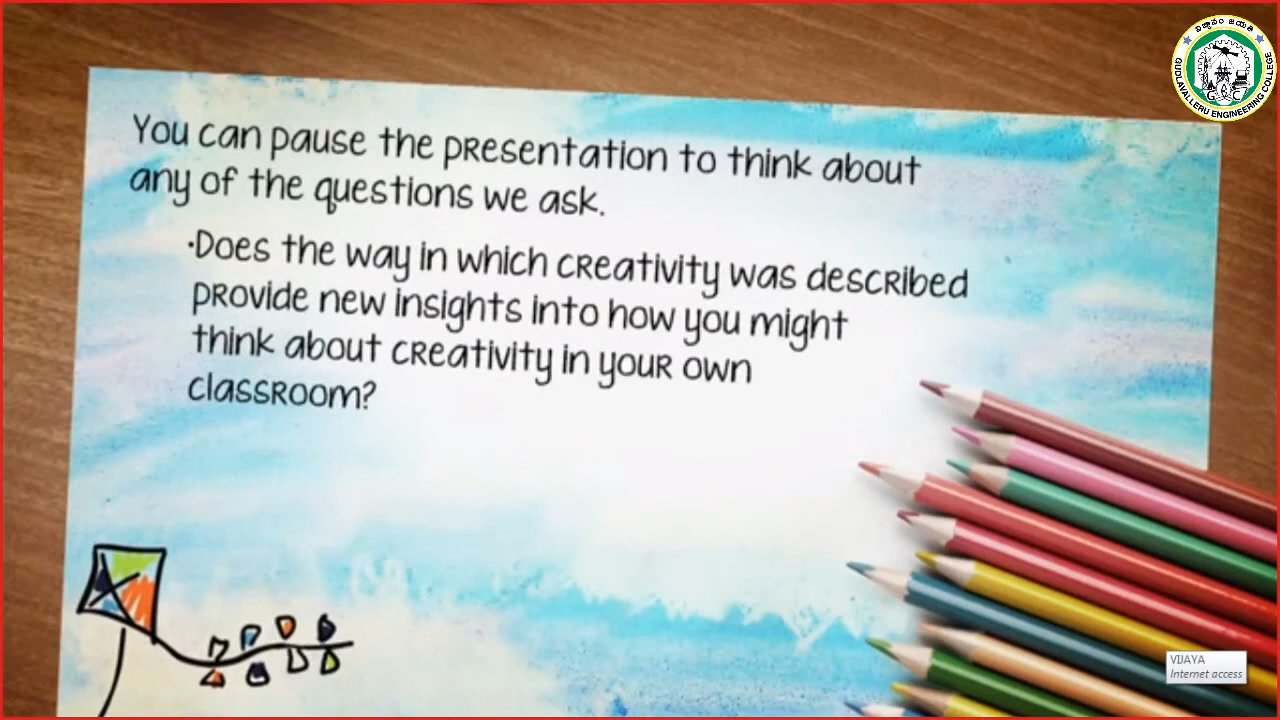 విజ్ఞానం జయతి
GUDLAVALLERU ENGINEERING COLLEGE
You can pause the presentation to think about
any of the questions we ask.
·Does the way in which creativity was described
provide new insights into how you might
think about creativity in your own
classroom?
VIJAYA
Internet access